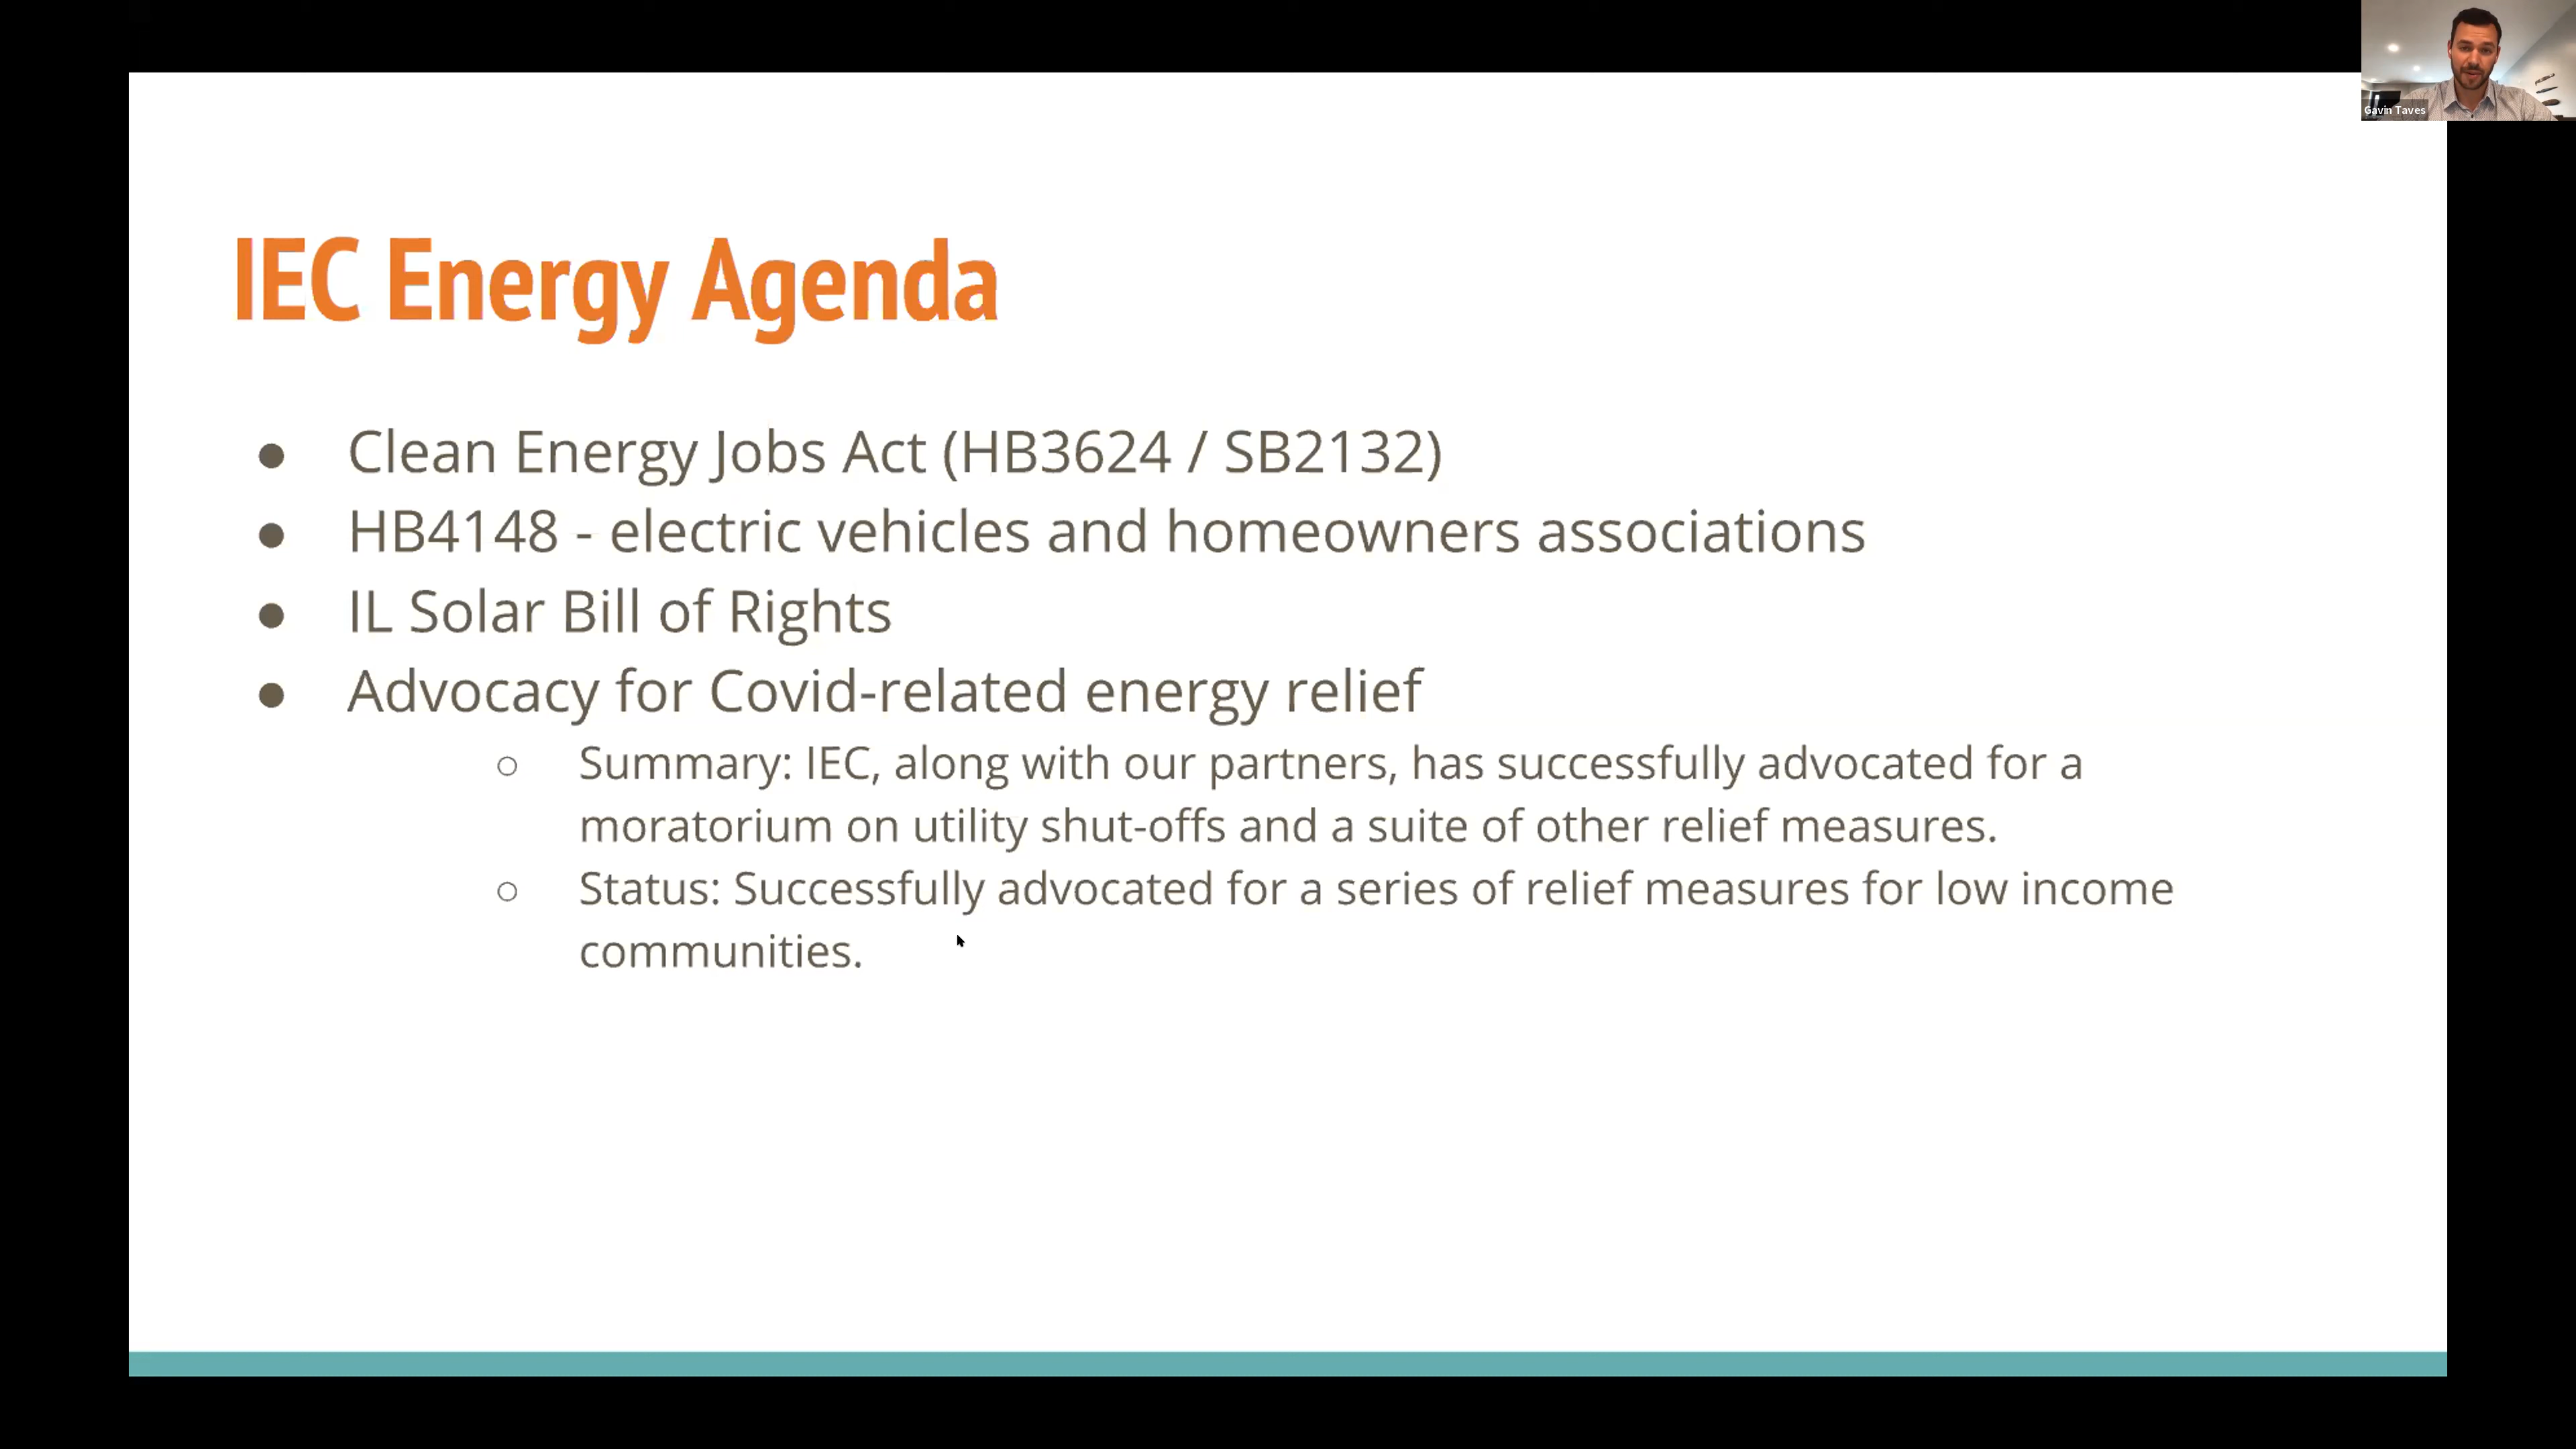 Gavin Taves
IEC Energy Agenda
● Clean Energy Jobs Act (HB3624 / SB2132)
● HB4148 - electric vehicles and homeowners associations
● IL Solar Bill of Rights
● Advocacy for Covid-related energy relief
○ Summary: IEC, along with our partners, has successfully advocated for a
moratorium on utility shut-offs and a suite of other relief measures.
○ Status: Successfully advocated for a series of relief measures for low income
communities.